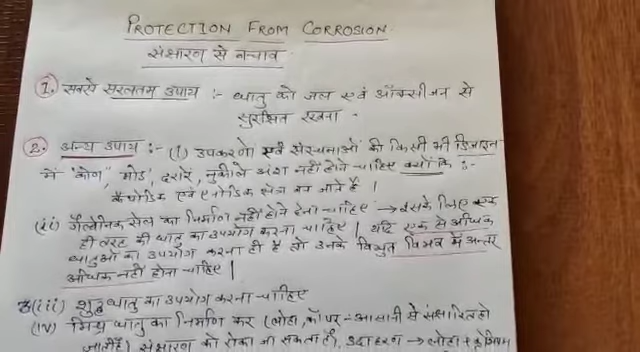 PROTECTION FROM CORROSION.
संक्षारण से बचाव
1. सबसे सरलतम उपाय :- धातु को जल एवं ऑक्सीजन से
सुरक्षित रखना.
2. अन्य उपाय :- (i) उपकरणों एवं संरचनाओं की किसी भी डिजाइन
में 'कोण', मोड़, दरारें, नुकीले अंश नहीं होने चाहिए क्यों कि :-
कैथोडिक एवं एनोडिक क्षेत्र बन जाते हैं।
(ii) गैल्वेनिक सेल का निर्माण नहीं होने देना चाहिए → इसके लिए एक
ही तरह की धातु का उपयोग करना चाहिए। यदि एक से अधिक
धातुओं का उपयोग करना ही है तो उनके विद्युत विभव में अन्तर
अधिक नहीं होना चाहिए।
(iii) शुद्ध धातु का उपयोग करना चाहिए
(iv) मिश्र धातु का निर्माण कर (लोहा, कॉपर - आसानी से संक्षारित हो
जाती हैं) संक्षारण को रोका जा सकता है, उदाहरण → लोहा + क्रोमियम